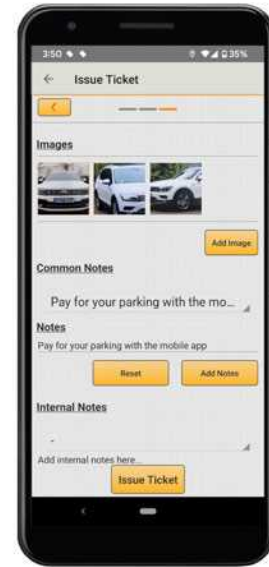 3:50 35%
Issue Ticket
Images
Add Image
Common Notes
Pay for your parking with the mo...
Notes
Pay for your parking with the mobile app
Reset Add Notes
Internal Notes
-
Add internal notes here...
Issue Ticket